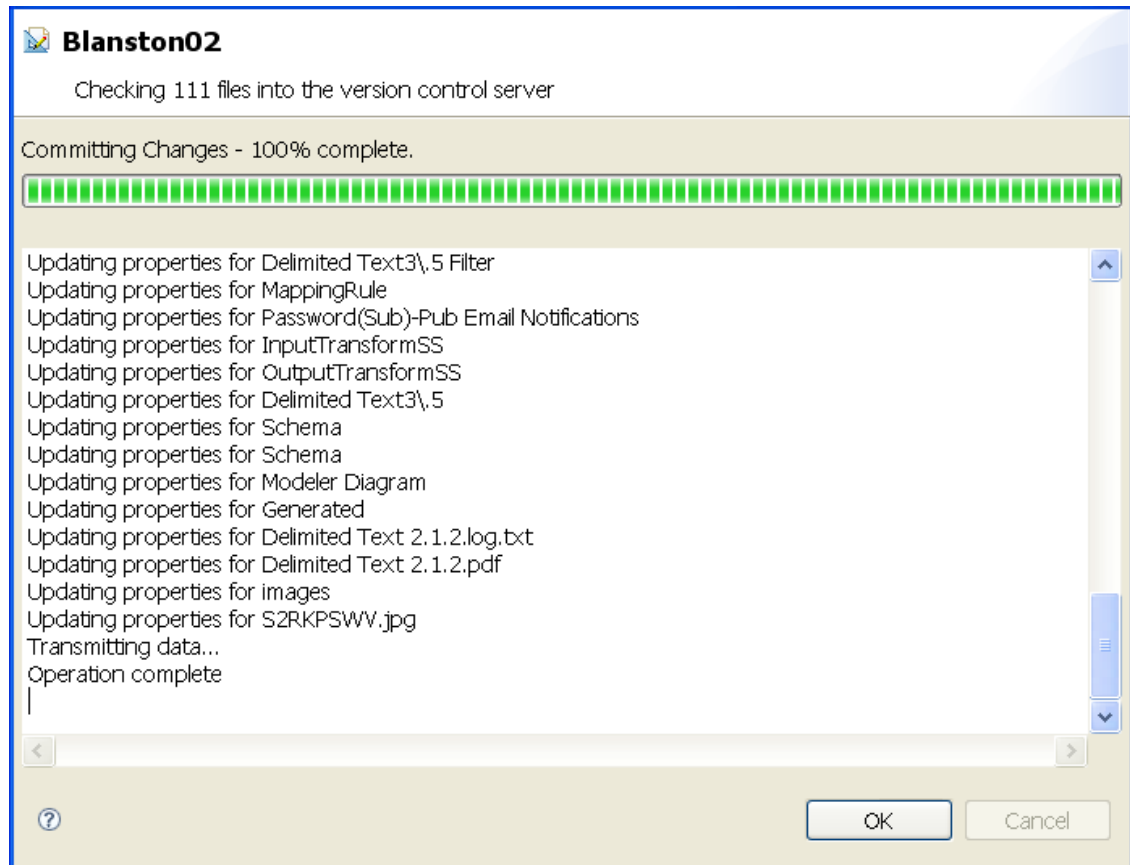 Blanston02
Checking 111 files into the version control server
Committing Changes - 100% complete.
Updating properties for Delimited Text3\.5 Filter
Updating properties for MappingRule
Updating properties for Password(Sub)-Pub Email Notifications
Updating properties for InputTransformSS
Updating properties for OutputTransformSS
Updating properties for Delimited Text3\.5
Updating properties for Schema
Updating properties for Schema
Updating properties for Modeler Diagram
Updating properties for Generated
Updating properties for Delimited Text 2.1.2.log.txt
Updating properties for Delimited Text 2.1.2.pdf
Updating properties for images
Updating properties for S2RKPSWV.jpg
Transmitting data...
Operation complete
? OK Cancel